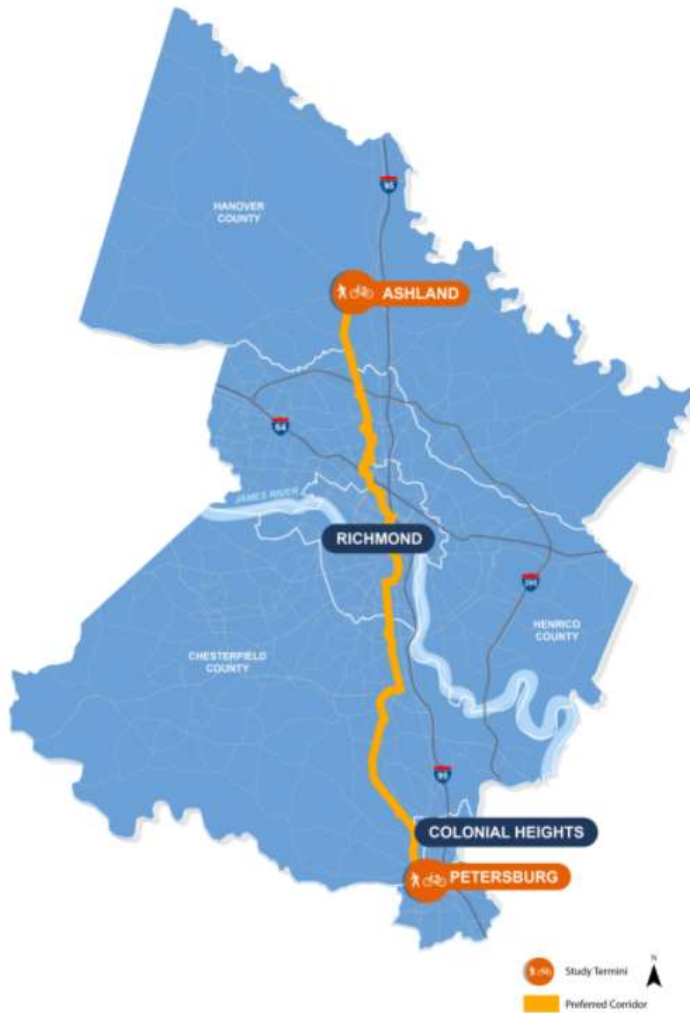 HANOVER
COUNTY
95
ASHLAND
64
JAMES RIVER
RICHMOND
295
HENRICO
COUNTY
CHESTERFIELD
COUNTY
95
COLONIAL HEIGHTS
PETERSBURG
N
Study Termini
Preferred Corridor